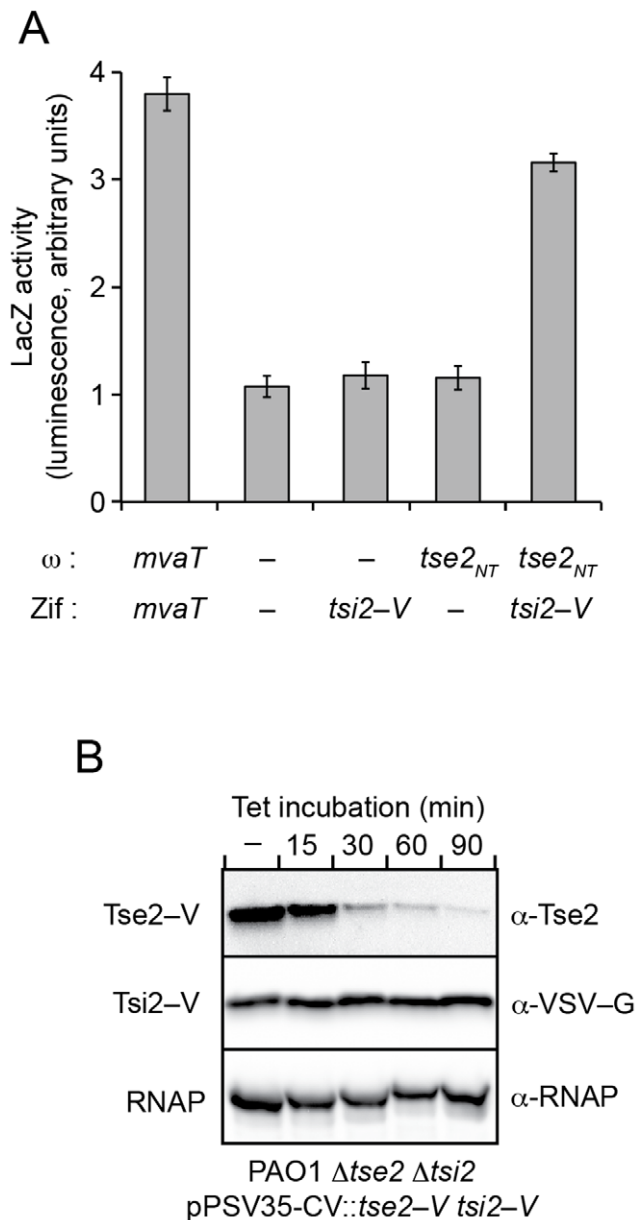 A
LacZ activity
(luminescence, arbitrary units)
4
3
2
1
0
ω : mvaT – – tse2NT tse2NT
Zif : mvaT – tsi2–V – tsi2–V
B
Tet incubation (min)
– 15 30 60 90
Tse2–V α-Tse2
Tsi2–V α-VSV–G
RNAP α-RNAP
PAO1 Δtse2 Δtsi2
pPSV35-CV::tse2–V tsi2–V